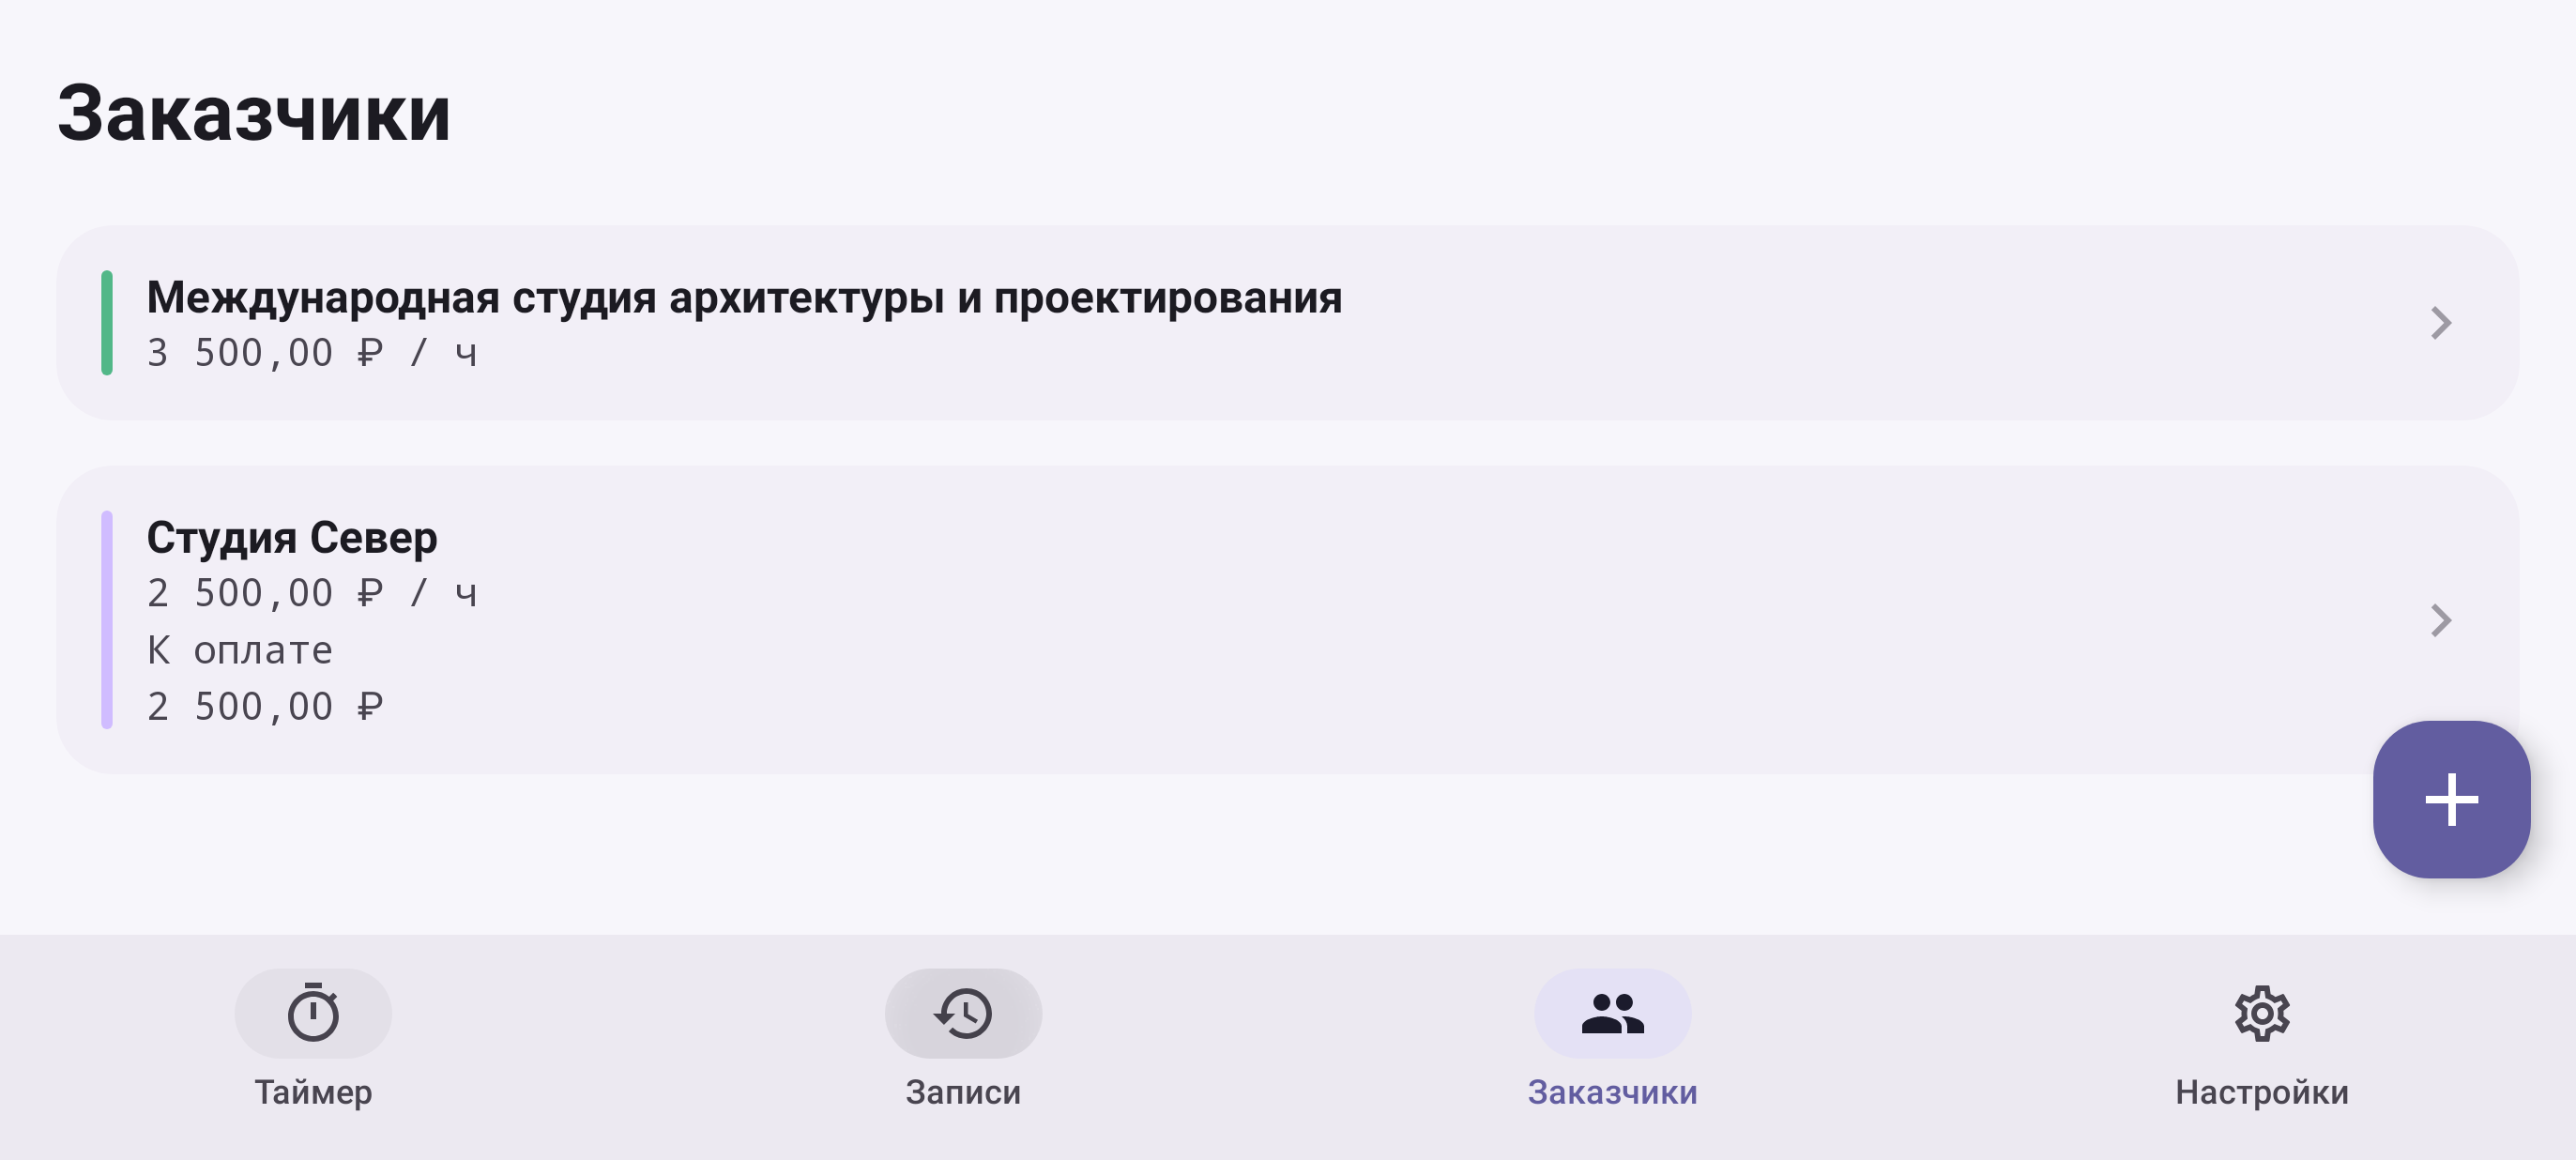 Заказчики
Международная студия архитектуры и проектирования
3 500,00 ₽ / ч
Студия Север
2 500,00 ₽ / ч
К оплате
2 500,00 ₽
Таймер
Записи
Заказчики
Настройки